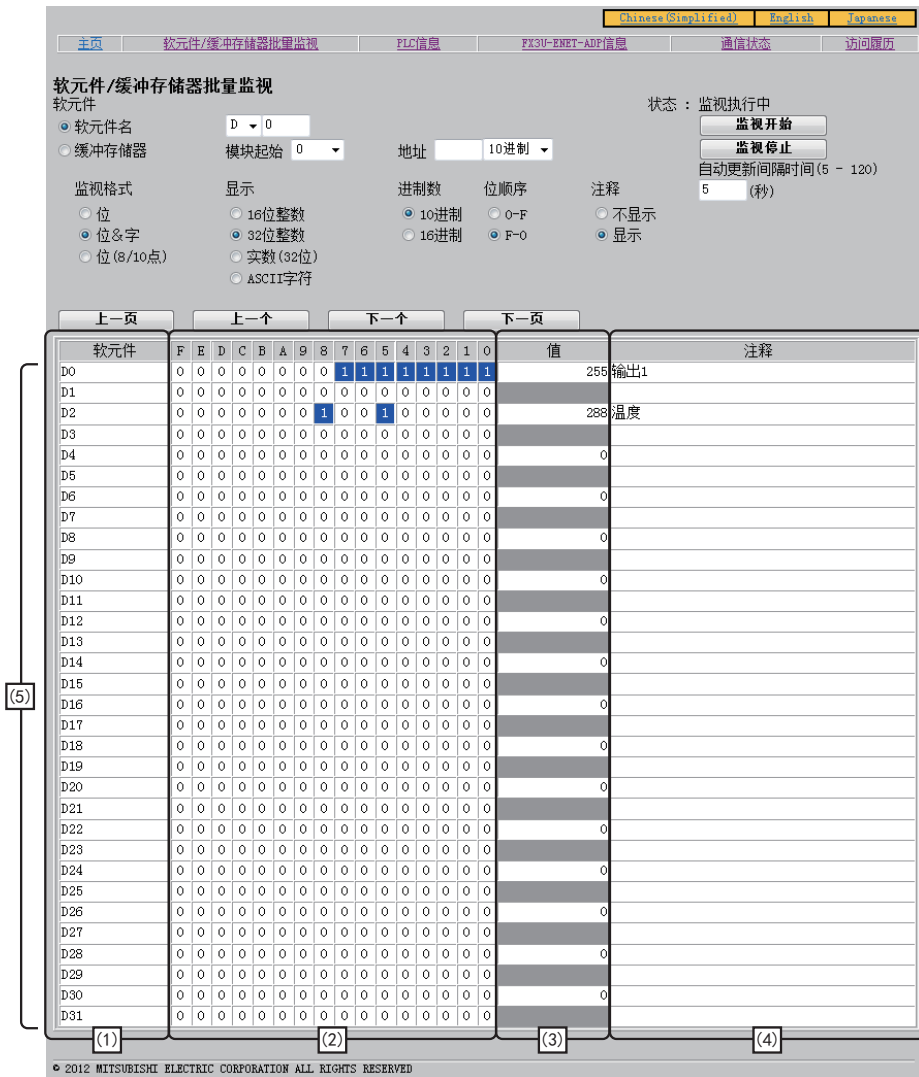 Chinese(Simplified) English Japanese
主页 软元件/缓冲存储器批量监视 PLC信息 FX3U-ENET-ADP信息 通信状态 访问履历
软元件/缓冲存储器批量监视
软元件 状态 : 监视执行中
软元件名 D 0 监视开始
缓冲存储器 模块起始 0 地址 10进制 监视停止
自动更新间隔时间(5 - 120)
监视格式 显示 进制数 位顺序 注释 5 (秒)
位 16位整数 10进制 0-F 不显示
位&字 32位整数 16进制 F-0 显示
位(8/10点) 实数(32位)
ASCII字符
上一页 上一个 下一个 下一页
软元件 F E D C B A 9 8 7 6 5 4 3 2 1 0 值 注释
D0 0 0 0 0 0 0 0 0 1 1 1 1 1 1 1 1 255 输出1
D1 0 0 0 0 0 0 0 0 0 0 0 0 0 0 0 0
D2 0 0 0 0 0 0 0 1 0 0 1 0 0 0 0 0 288 温度
D3 0 0 0 0 0 0 0 0 0 0 0 0 0 0 0 0
D4 0 0 0 0 0 0 0 0 0 0 0 0 0 0 0 0 0
D5 0 0 0 0 0 0 0 0 0 0 0 0 0 0 0 0
D6 0 0 0 0 0 0 0 0 0 0 0 0 0 0 0 0 0
D7 0 0 0 0 0 0 0 0 0 0 0 0 0 0 0 0
D8 0 0 0 0 0 0 0 0 0 0 0 0 0 0 0 0 0
D9 0 0 0 0 0 0 0 0 0 0 0 0 0 0 0 0
D10 0 0 0 0 0 0 0 0 0 0 0 0 0 0 0 0 0
D11 0 0 0 0 0 0 0 0 0 0 0 0 0 0 0 0
D12 0 0 0 0 0 0 0 0 0 0 0 0 0 0 0 0 0
D13 0 0 0 0 0 0 0 0 0 0 0 0 0 0 0 0
D14 0 0 0 0 0 0 0 0 0 0 0 0 0 0 0 0 0
D15 0 0 0 0 0 0 0 0 0 0 0 0 0 0 0 0
(5) D16 0 0 0 0 0 0 0 0 0 0 0 0 0 0 0 0 0
D17 0 0 0 0 0 0 0 0 0 0 0 0 0 0 0 0
D18 0 0 0 0 0 0 0 0 0 0 0 0 0 0 0 0 0
D19 0 0 0 0 0 0 0 0 0 0 0 0 0 0 0 0
D20 0 0 0 0 0 0 0 0 0 0 0 0 0 0 0 0 0
D21 0 0 0 0 0 0 0 0 0 0 0 0 0 0 0 0
D22 0 0 0 0 0 0 0 0 0 0 0 0 0 0 0 0 0
D23 0 0 0 0 0 0 0 0 0 0 0 0 0 0 0 0
D24 0 0 0 0 0 0 0 0 0 0 0 0 0 0 0 0 0
D25 0 0 0 0 0 0 0 0 0 0 0 0 0 0 0 0
D26 0 0 0 0 0 0 0 0 0 0 0 0 0 0 0 0 0
D27 0 0 0 0 0 0 0 0 0 0 0 0 0 0 0 0
D28 0 0 0 0 0 0 0 0 0 0 0 0 0 0 0 0 0
D29 0 0 0 0 0 0 0 0 0 0 0 0 0 0 0 0
D30 0 0 0 0 0 0 0 0 0 0 0 0 0 0 0 0 0
D31 0 0 0 0 0 0 0 0 0 0 0 0 0 0 0 0
(1) (2) (3) (4)
© 2012 MITSUBISHI ELECTRIC CORPORATION ALL RIGHTS RESERVED